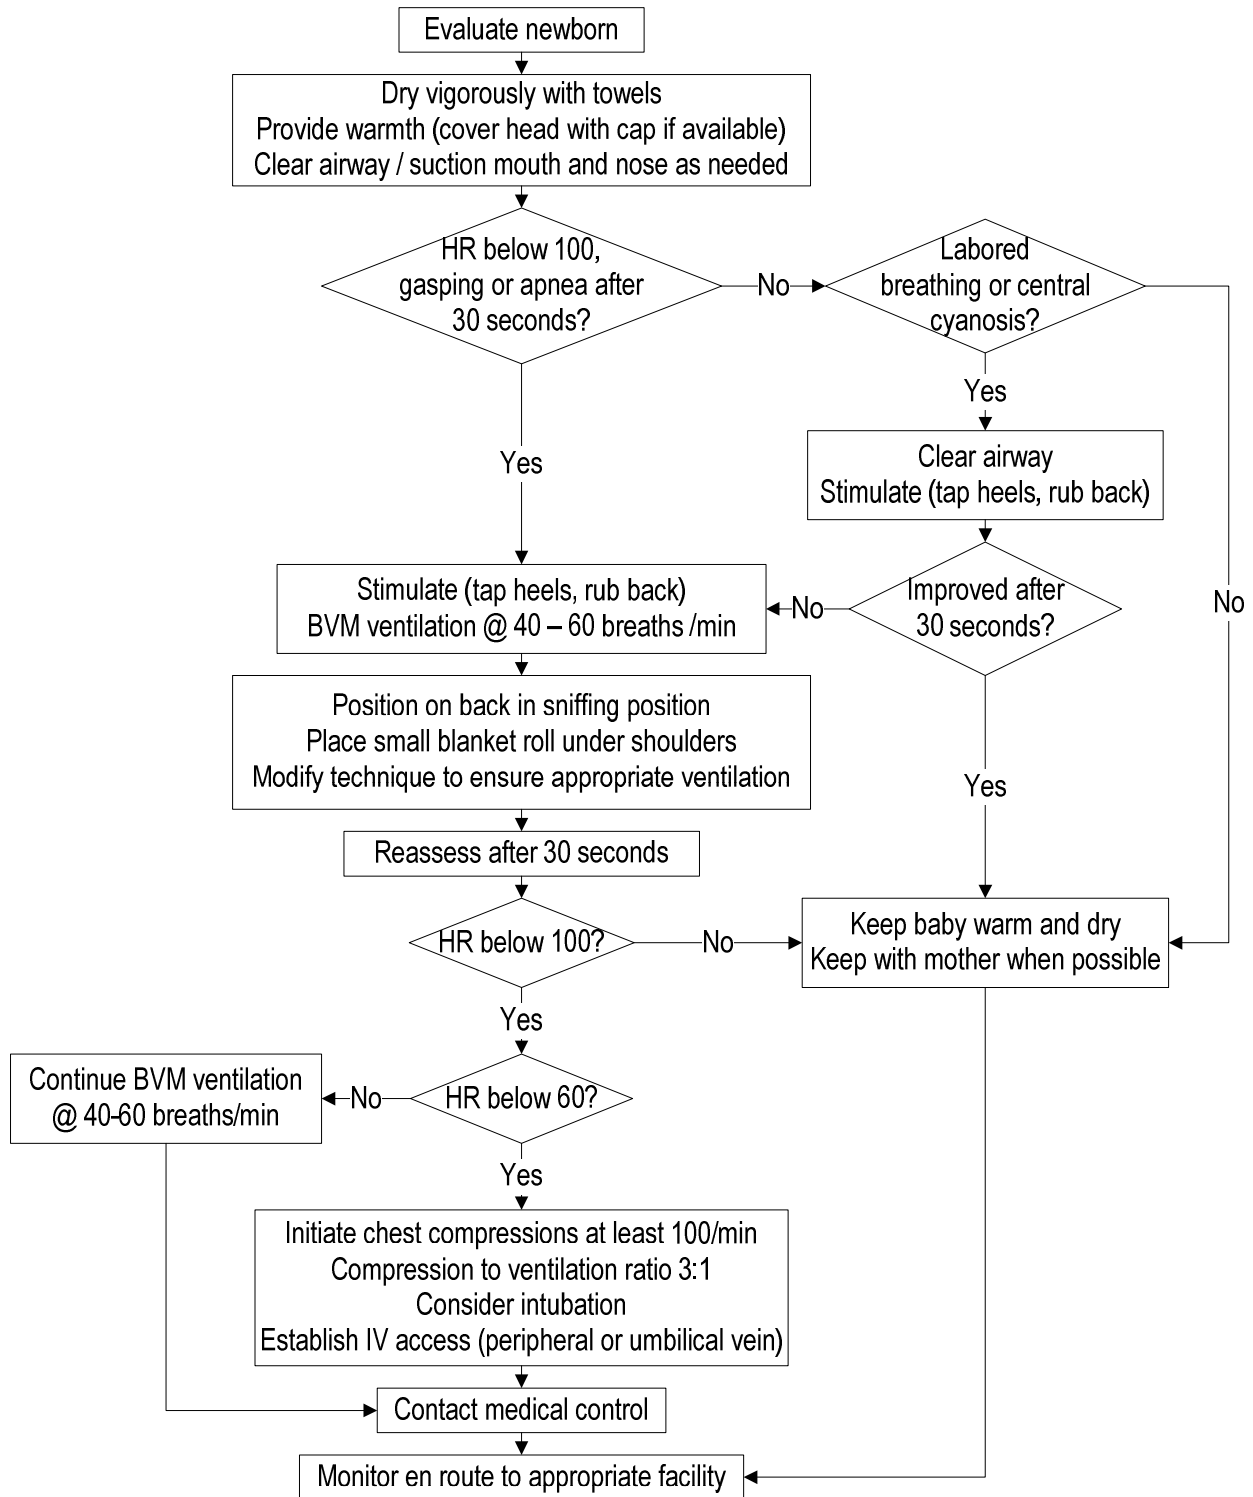 Evaluate newborn
Dry vigorously with towels
Provide warmth (cover head with cap if available)
Clear airway / suction mouth and nose as needed
HR below 100,
gasping or apnea after
30 seconds?
No
Labored
breathing or central
cyanosis?
Yes
Yes
Clear airway
Stimulate (tap heels, rub back)
Stimulate (tap heels, rub back)
BVM ventilation @ 40 – 60 breaths /min
No
Improved after
30 seconds?
No
Position on back in sniffing position
Place small blanket roll under shoulders
Modify technique to ensure appropriate ventilation
Yes
Reassess after 30 seconds
HR below 100?
No
Keep baby warm and dry
Keep with mother when possible
Yes
Continue BVM ventilation
@ 40-60 breaths/min
No
HR below 60?
Yes
Initiate chest compressions at least 100/min
Compression to ventilation ratio 3:1
Consider intubation
Establish IV access (peripheral or umbilical vein)
Contact medical control
Monitor en route to appropriate facility